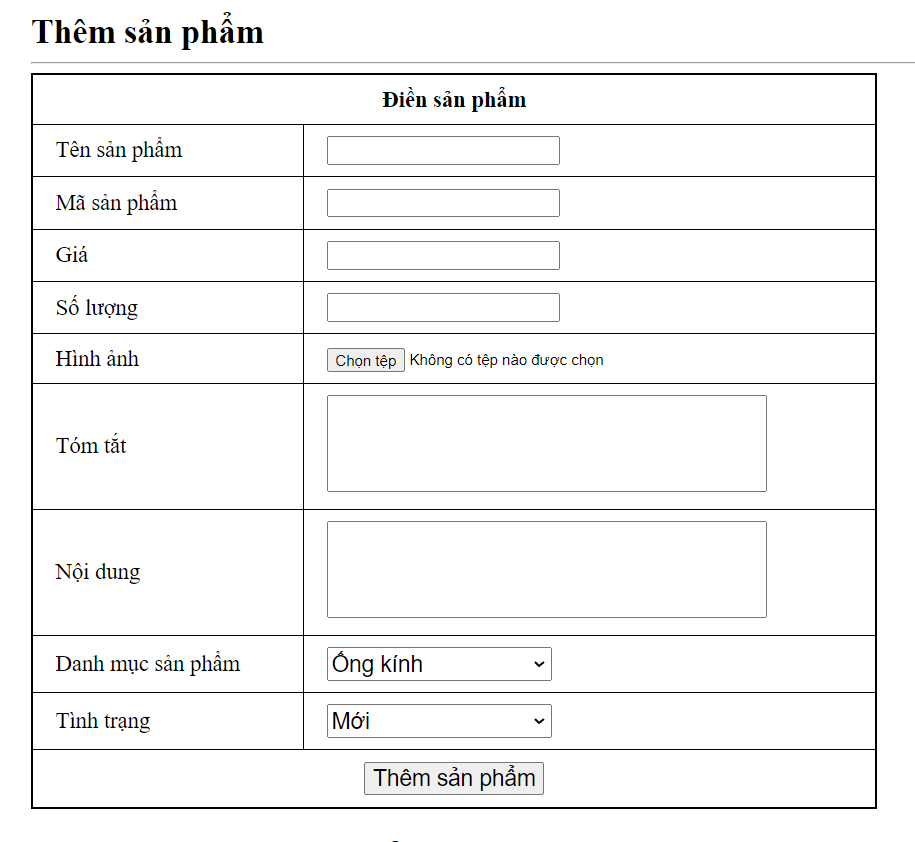 Thêm sản phẩm
Điền sản phẩm
Tên sản phẩm
Mã sản phẩm
Giá
Số lượng
Hình ảnh
Chọn tệp Không có tệp nào được chọn
Tóm tắt
Nội dung
Danh mục sản phẩm
Ống kính
Tình trạng
Mới
Thêm sản phẩm